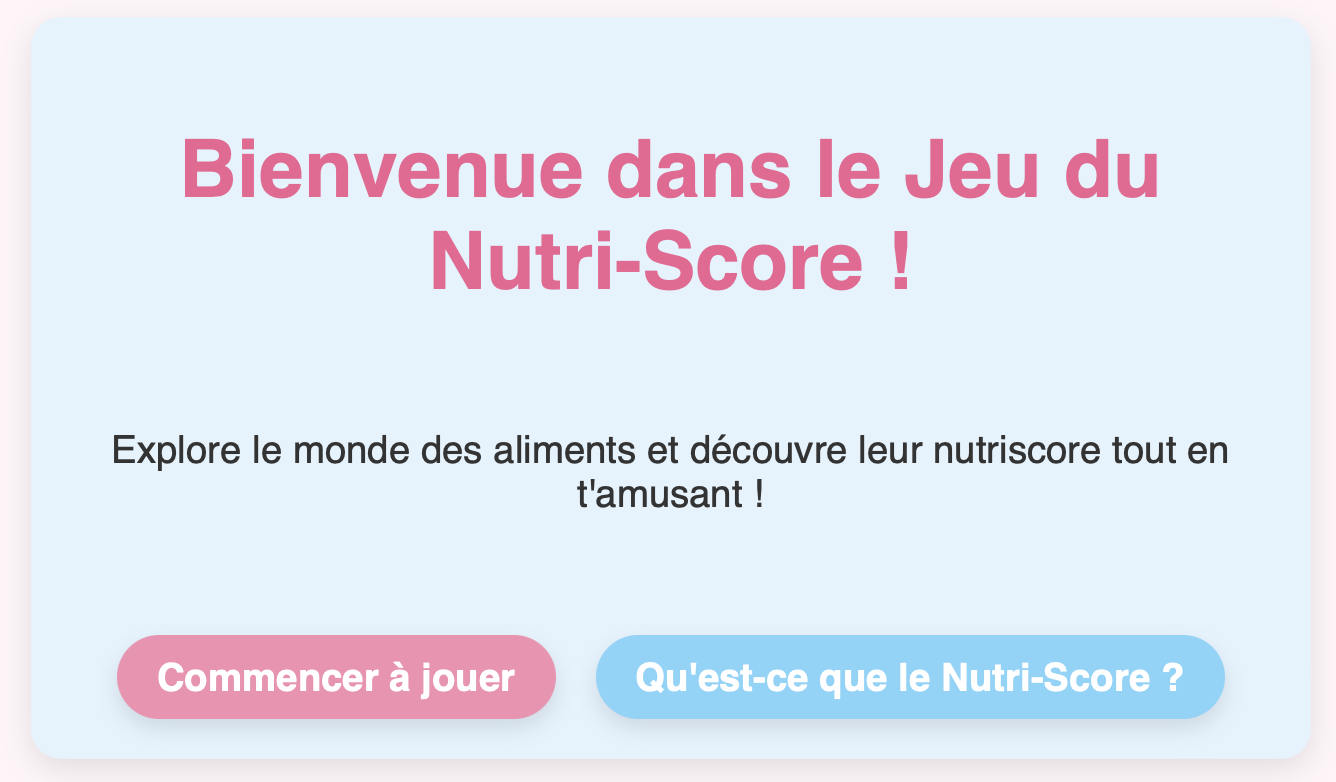 Bienvenue dans le Jeu du
Nutri-Score !
Explore le monde des aliments et découvre leur nutriscore tout en
t'amusant !
Commencer à jouer
Qu'est-ce que le Nutri-Score ?